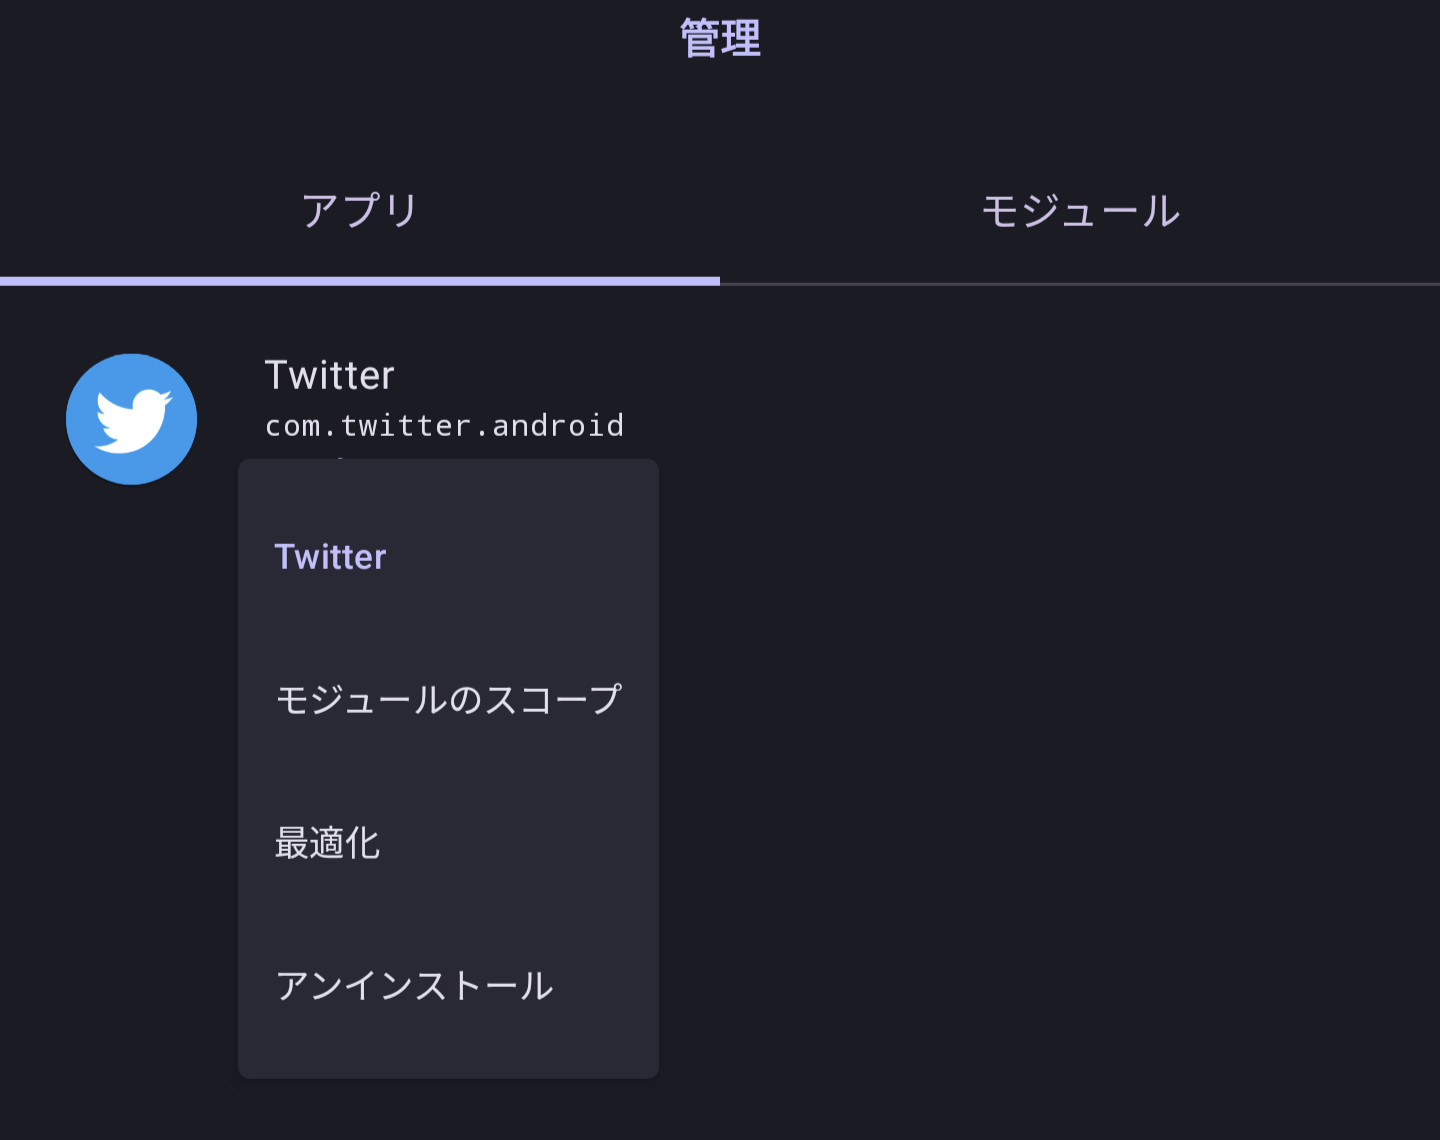 管理
アプリ
モジュール
Twitter
com.twitter.android
Twitter
モジュールのスコープ
最適化
アンインストール